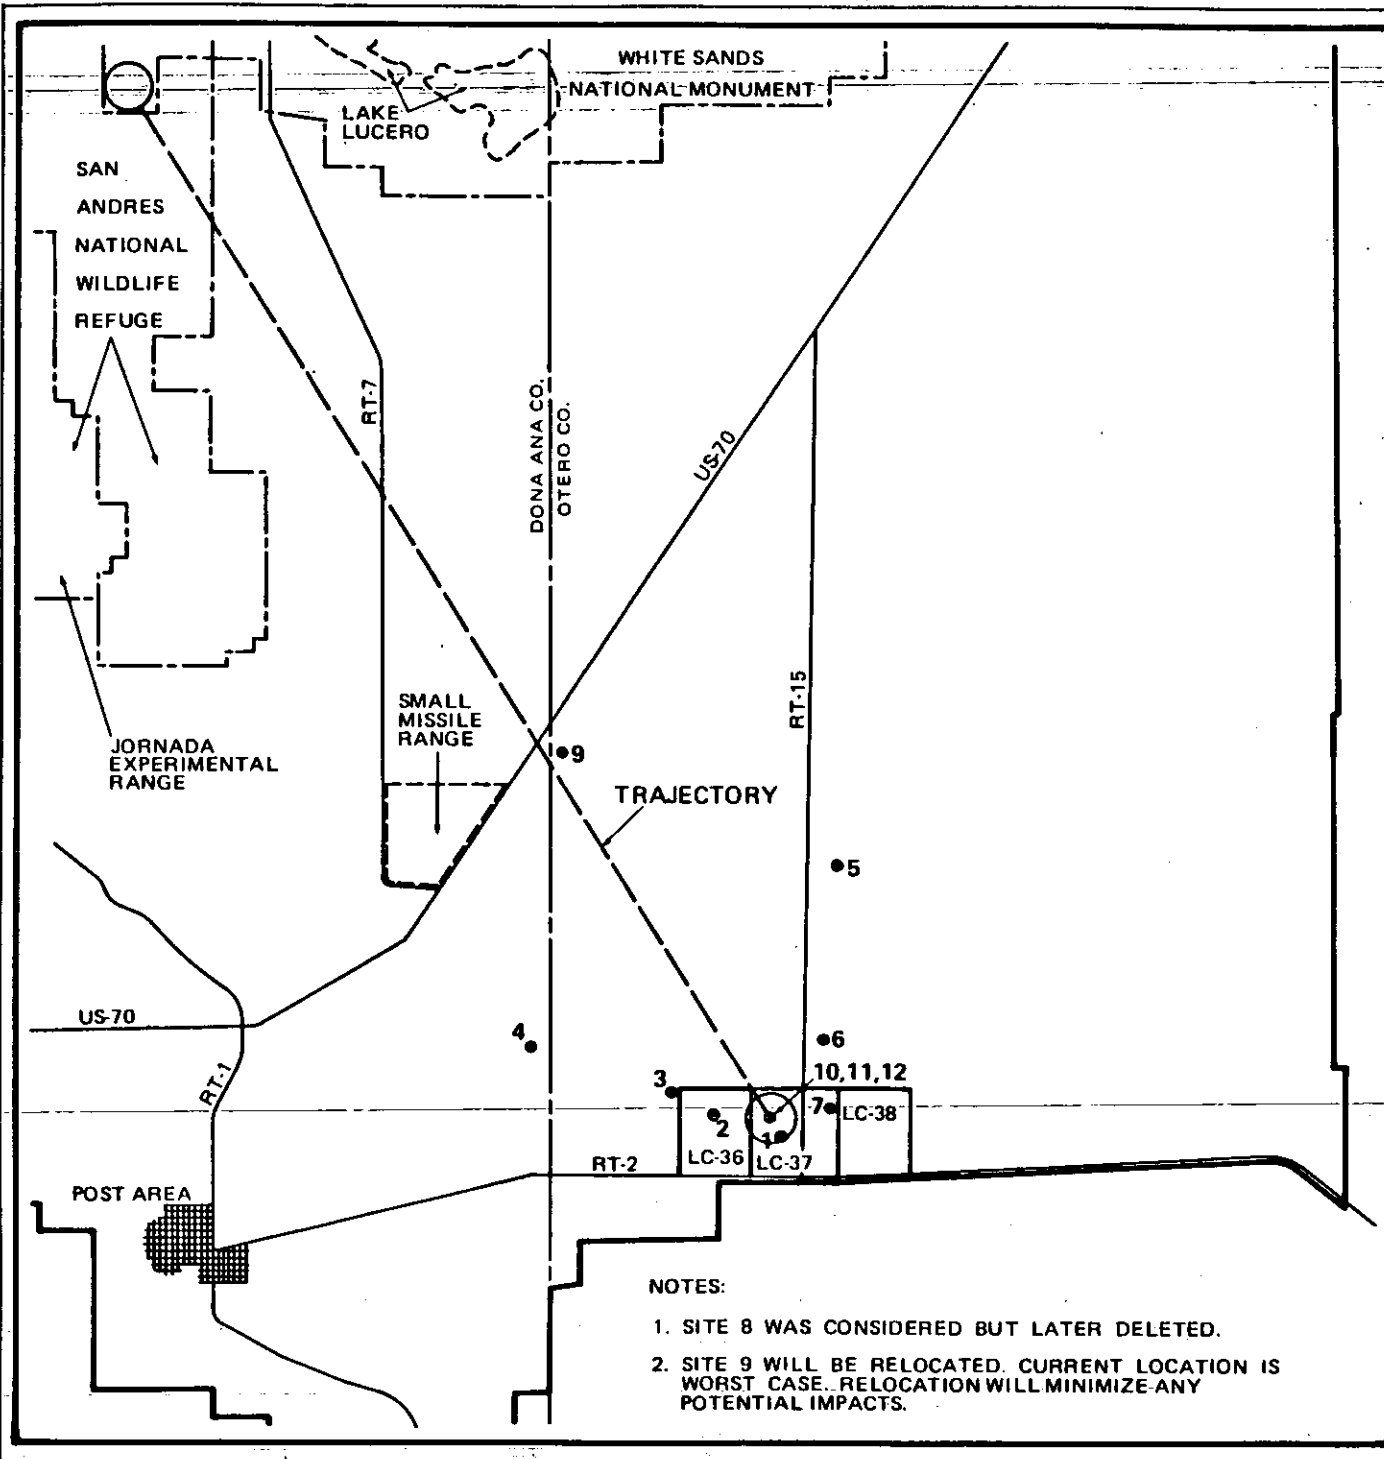 WHITE SANDS
NATIONAL MONUMENT
LAKE
LUCERO
SAN
ANDRES
NATIONAL
WILDLIFE
REFUGE
RT-7
DONA ANA CO.
OTERO CO.
US-70
RT-15
SMALL
MISSILE
RANGE
JORNADA
EXPERIMENTAL
RANGE
9
TRAJECTORY
5
US-70
4
6
RT-1
3
10,11,12
2
7
LC-38
1
LC-36
LC-37
RT-2
POST AREA
NOTES:
1. SITE 8 WAS CONSIDERED BUT LATER DELETED.
2. SITE 9 WILL BE RELOCATED. CURRENT LOCATION IS
WORST CASE. RELOCATION WILL MINIMIZE ANY
POTENTIAL IMPACTS.